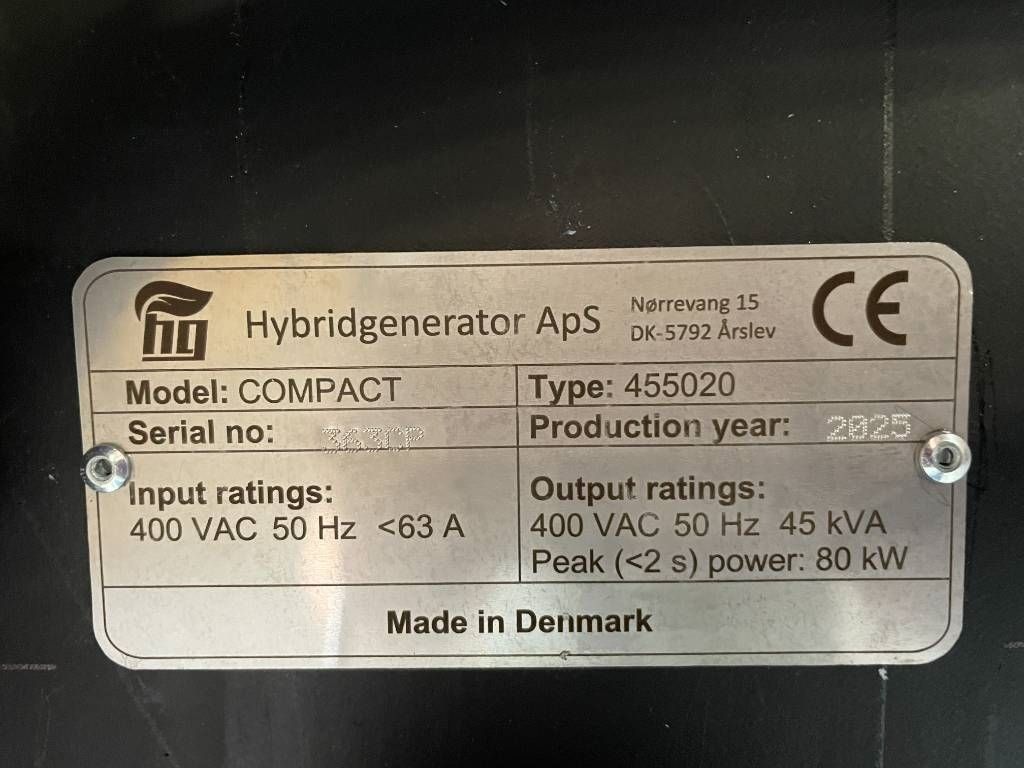 hg Hybridgenerator ApS
Nørrevang 15
DK-5792 Årslev
CE
Model: COMPACT
Type: 455020
Serial no: 363CP
Production year: 2025
Input ratings:
400 VAC 50 Hz <63 A
Output ratings:
400 VAC 50 Hz 45 kVA
Peak (<2 s) power: 80 kW
Made in Denmark